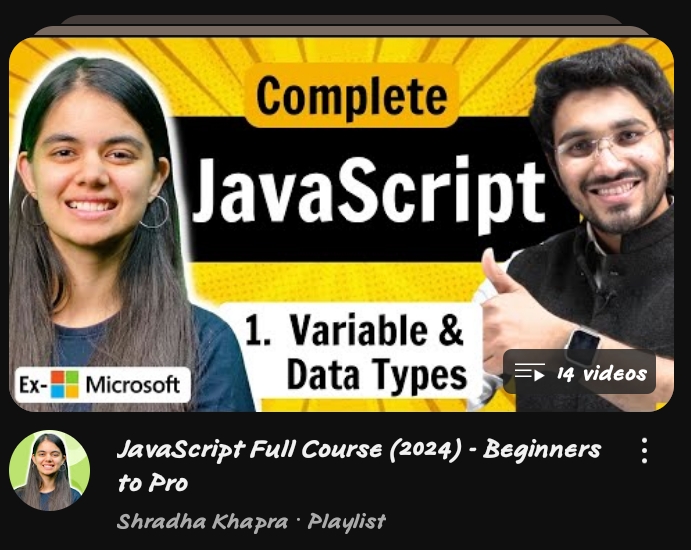 Complete
JavaScript
1. Variable &
Data Types
Ex- Microsoft
14 videos
JavaScript Full Course (2024) - Beginners
to Pro
Shradha Khapra · Playlist